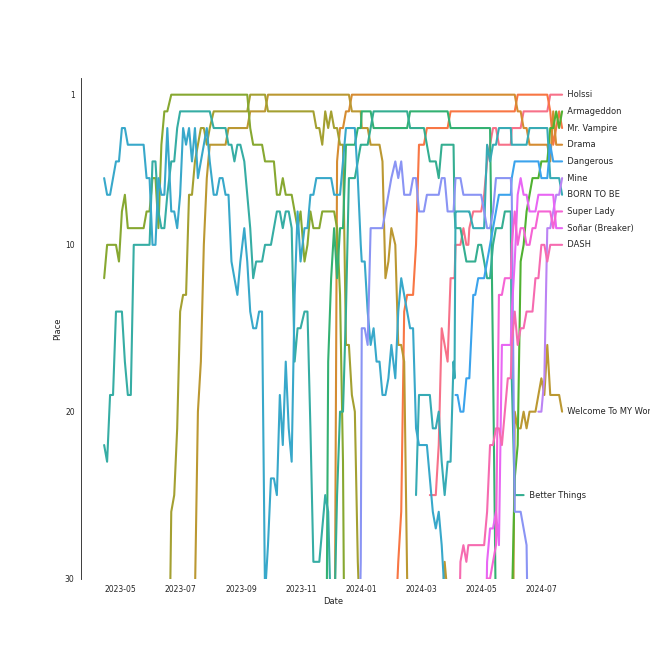 1
10
20
30
Place
2023-05
2023-07
2023-09
2023-11
2024-01
2024-03
2024-05
2024-07
Date
Holssi
Armageddon
Mr. Vampire
Drama
Dangerous
Mine
BORN TO BE
Super Lady
Soñar (Breaker)
DASH
Welcome To MY Wor
Better Things